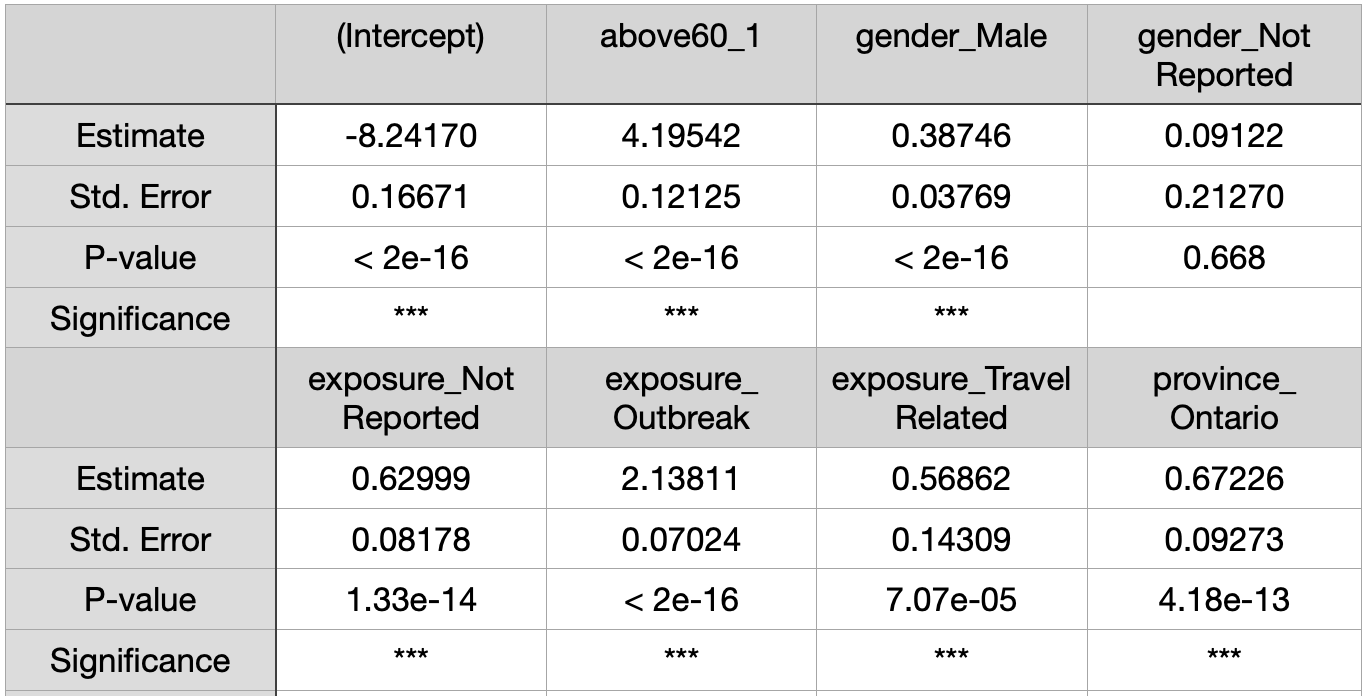 (Intercept) above60_1 gender_Male gender_Not
Reported
Estimate -8.24170 4.19542 0.38746 0.09122
Std. Error 0.16671 0.12125 0.03769 0.21270
P-value < 2e-16 < 2e-16 < 2e-16 0.668
Significance *** *** ***
exposure_Not exposure_ exposure_Travel province_
Reported Outbreak Related Ontario
Estimate 0.62999 2.13811 0.56862 0.67226
Std. Error 0.08178 0.07024 0.14309 0.09273
P-value 1.33e-14 < 2e-16 7.07e-05 4.18e-13
Significance *** *** *** ***